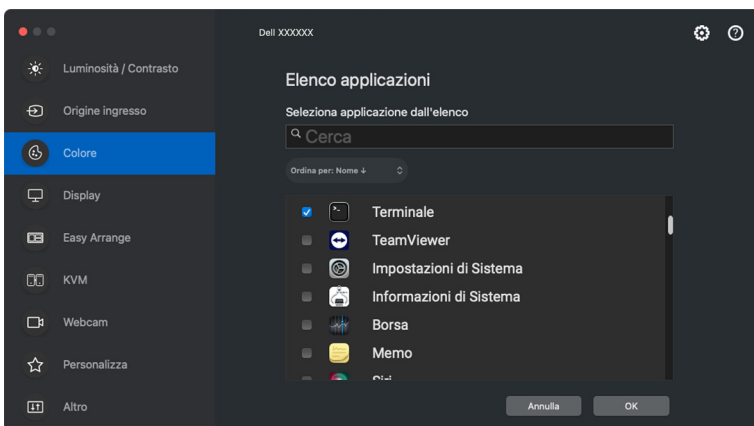 Dell XXXXXX
Luminosità / Contrasto
Origine ingresso
Colore
Display
Easy Arrange
KVM
Webcam
Personalizza
Altro
Elenco applicazioni
Seleziona applicazione dall'elenco
Cerca
Ordina per: Nome ↓
Terminale
TeamViewer
Impostazioni di Sistema
Informazioni di Sistema
Borsa
Memo
Siri
Annulla
OK